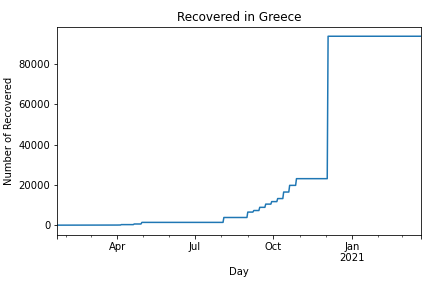 Recovered in Greece
Number of Recovered
80000
60000
40000
20000
0
Apr Jul Oct Jan
2021
Day